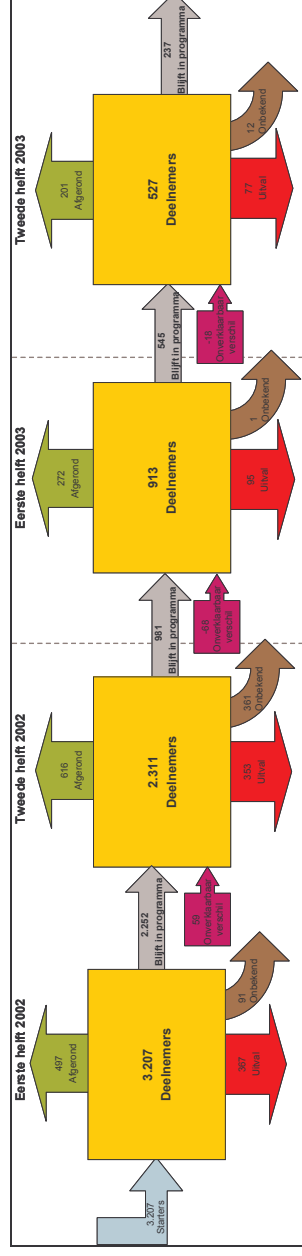 Eerste helft 2002
497
Afgerond
3.207
Starters
3.207
Deelnemers
2.252
Blijft in programma
367
Uitval
91
Onbekend
Tweede helft 2002
616
Afgerond
59
Onverklaarbaar
verschil
2.311
Deelnemers
981
Blijft in programma
353
Uitval
361
Onbekend
Eerste helft 2003
272
Afgerond
-68
Onverklaarbaar
verschil
913
Deelnemers
545
Blijft in programma
95
Uitval
1
Onbekend
Tweede helft 2003
201
Afgerond
-18
Onverklaarbaar
verschil
527
Deelnemers
237
Blijft in programma
77
Uitval
12
Onbekend